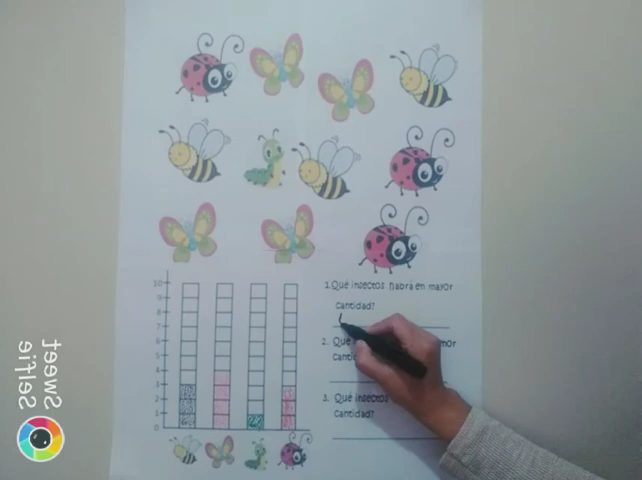 10
9
8
7
6
5
4
3
2
1
0
1. Qué insectos habrá en mayor
cantidad?
2. Qué
3. Qué insectos
cantidad?
Sweet
Selfie